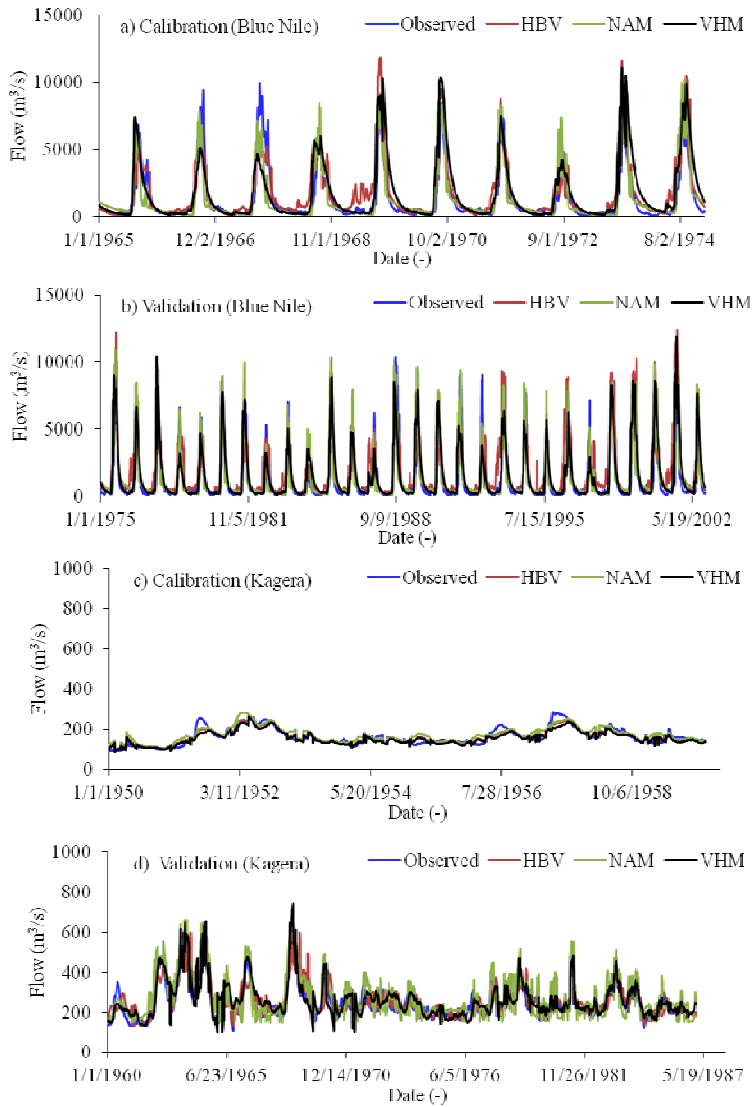 a) Calibration (Blue Nile) Observed HBV NAM VHM
Flow (m³/s)
15000
10000
5000
0
1/1/1965 12/2/1966 11/1/1968 10/2/1970 9/1/1972 8/2/1974
Date (-)
b) Validation (Blue Nile) Observed HBV NAM VHM
Flow (m³/s)
15000
10000
5000
0
1/1/1975 11/5/1981 9/9/1988 7/15/1995 5/19/2002
Date (-)
c) Calibration (Kagera) Observed HBV NAM VHM
Flow (m³/s)
1000
800
600
400
200
0
1/1/1950 3/11/1952 5/20/1954 7/28/1956 10/6/1958
Date (-)
d) Validation (Kagera) Observed HBV NAM VHM
Flow (m³/s)
1000
800
600
400
200
0
1/1/1960 6/23/1965 12/14/1970 6/5/1976 11/26/1981 5/19/1987
Date (-)